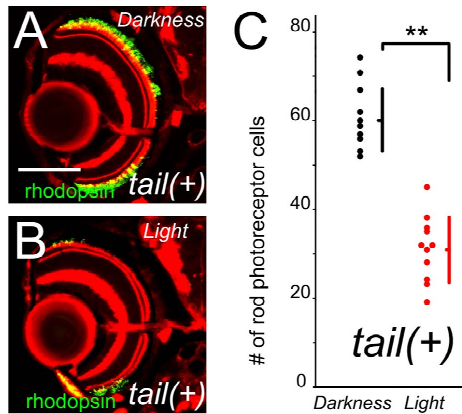 A
Darkness
rhodopsin
tail(+)
B
Light
rhodopsin
tail(+)
C
**
# of rod photoreceptor cells
80
60
40
20
0
tail(+)
Darkness Light